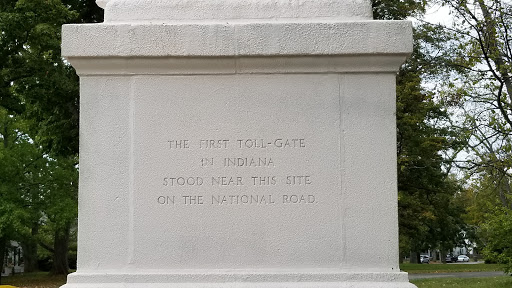 THE FIRST TOLL-GATE
IN INDIANA
STOOD NEAR THIS SITE
ON THE NATIONAL ROAD.